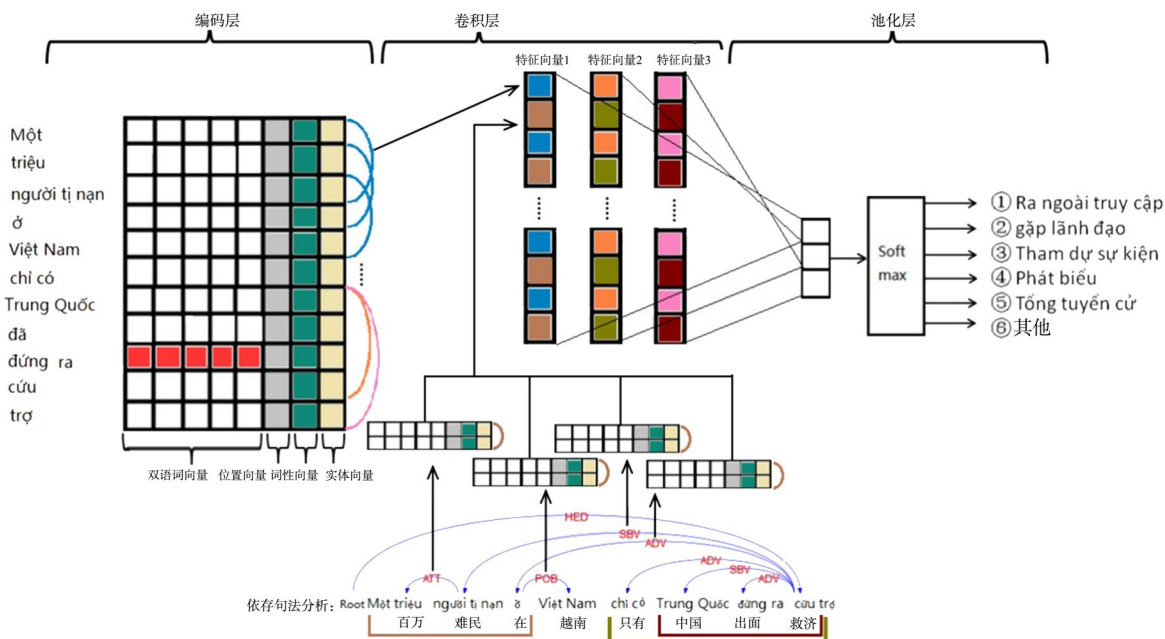 编码层
卷积层
池化层
特征向量1
特征向量2
特征向量3
Một
triệu
người tị nạn
ở
Việt Nam
chỉ có
Trung Quốc
đã
đứng ra
cứu
trợ
双语词向量
位置向量
词性向量
实体向量
Soft
max
① Ra ngoài truy cập
② gặp lãnh đạo
③ Tham dự sự kiện
④ Phát biểu
⑤ Tổng tuyển cử
⑥ 其他
HED
SBV
ADV
ADV
SBV
ADV
ATT
POB
依存句法分析： Root Một triệu người tị nạn ở Việt Nam chỉ có Trung Quốc đứng ra cứu trợ
百万 难民 在 越南 只有 中国 出面 救济